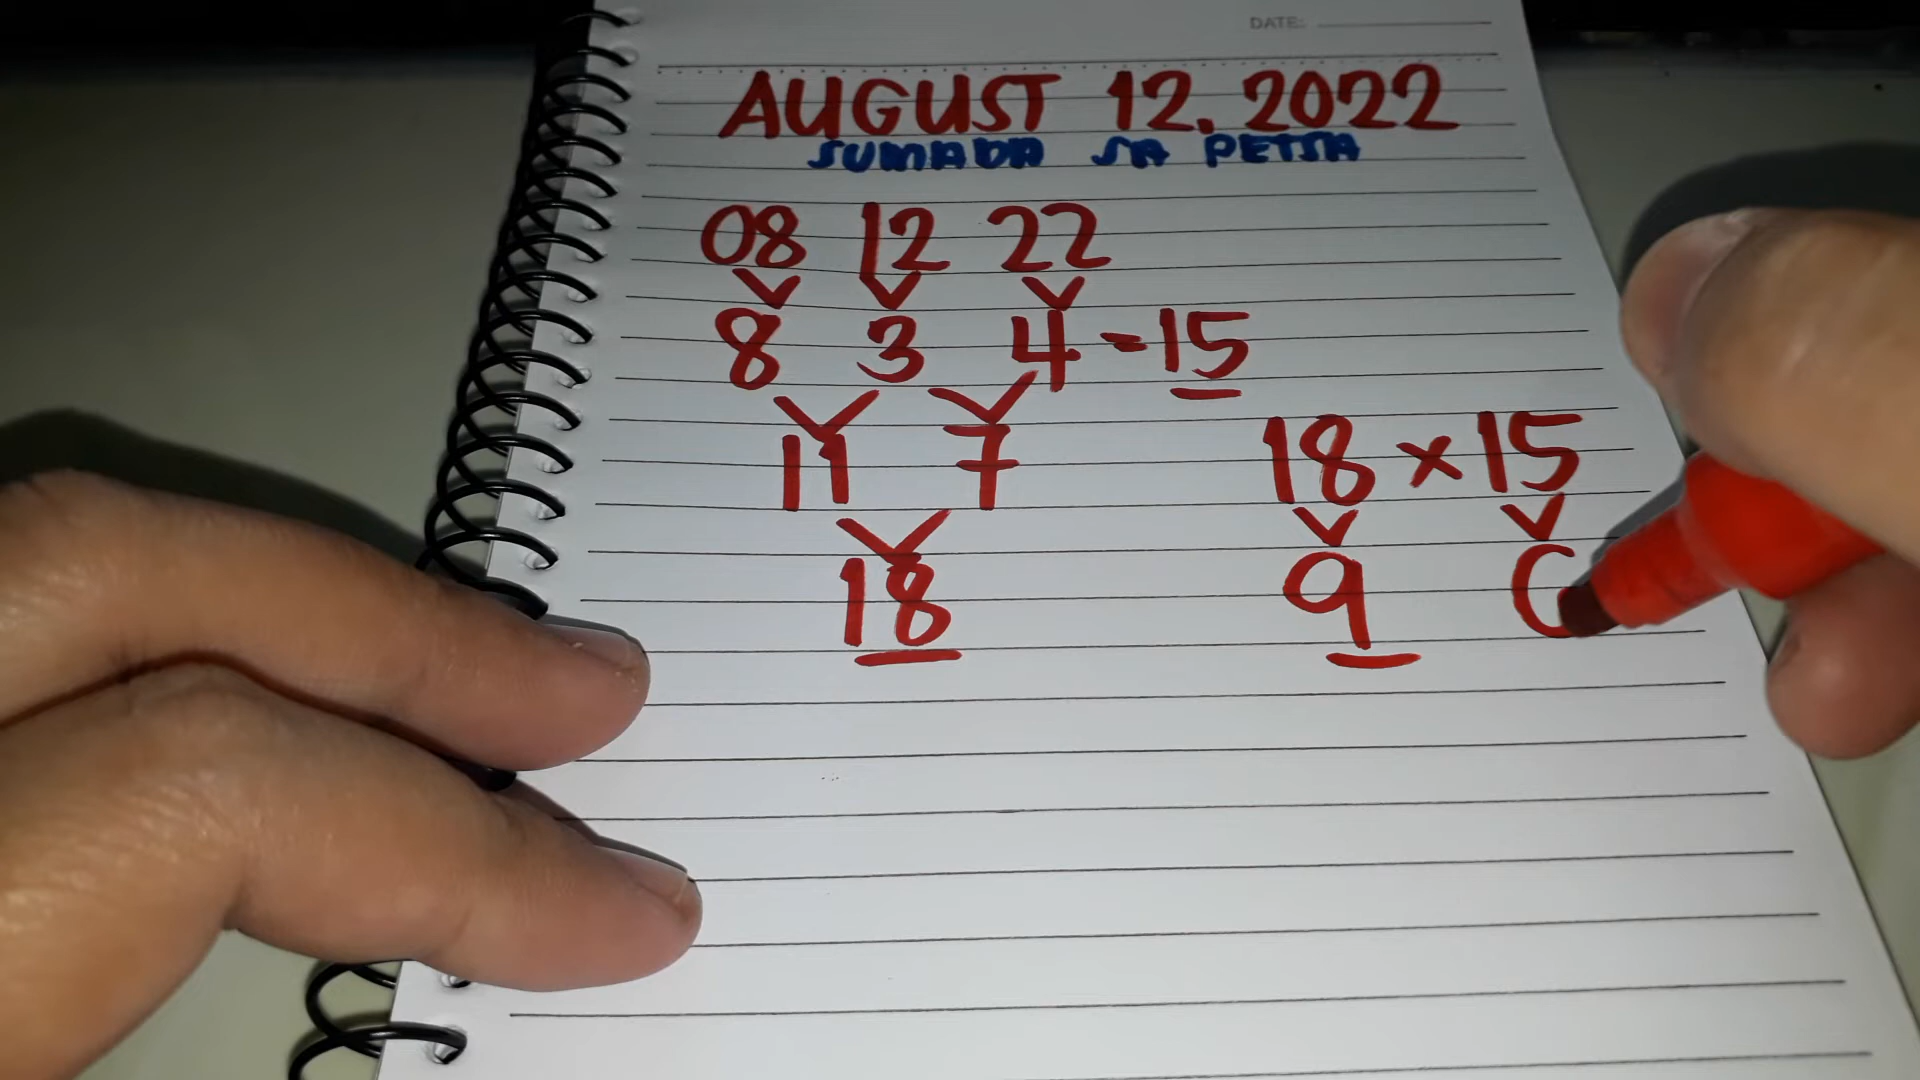 DATE:
AUGUST 12, 2022
SUMADA SA PETSA
08 12 22
8 3 4 = 15
11 7 18 x 15
18 9 6